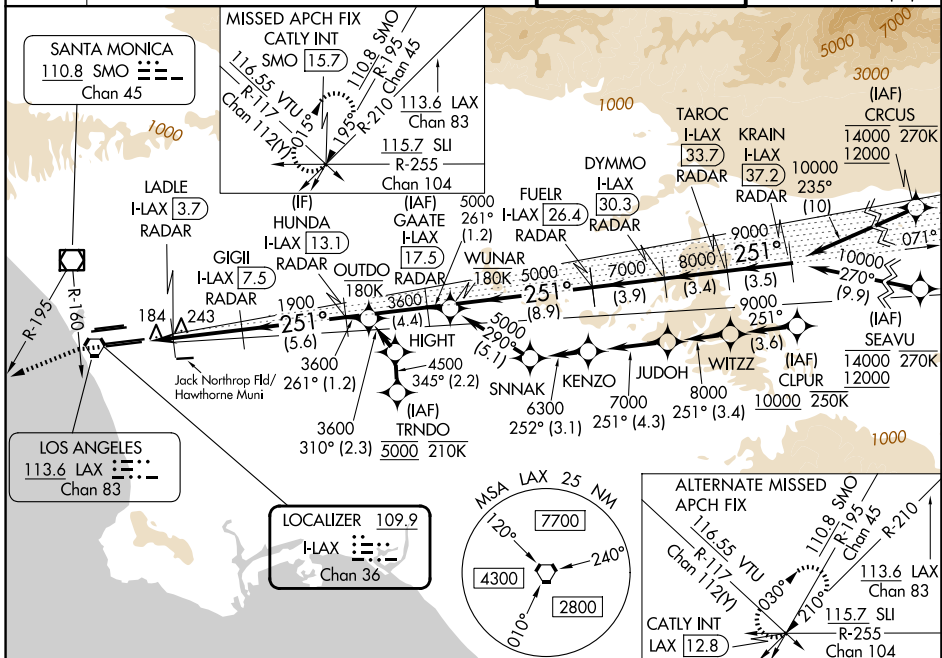 MISSED APCH FIX
CATLY INT
SMO 15.7
110.8 SMO
R-195
Chan 45
116.55 VTU
R-117
Chan 112(Y)
R-210
015°
195°
113.6 LAX
Chan 83
115.7 SLI
R-255
Chan 104
SANTA MONICA
110.8 SMO
Chan 45
1000
5000
7000
3000
1000
(IAF)
CRCUS
14000 270K
12000
TAROC
I-LAX
33.7
RADAR
KRAIN
I-LAX
37.2
RADAR
10000
235°
(10)
DYMMO
I-LAX
30.3
RADAR
FUELR
I-LAX 26.4
RADAR
5000
261°
(1.2)
WUNAR
180K
(IAF)
GAATE
I-LAX
17.5
RADAR
(IF)
HUNDA
I-LAX 13.1
RADAR
OUTDO
180K
LADLE
I-LAX 3.7
RADAR
GIGII
I-LAX 7.5
RADAR
R-195
R-160
184
243
1900
251°
(5.6)
3600
(4.4)
5000
251°
(8.9)
7000
(3.9)
8000
(3.4)
9000
251°
(3.5)
071°
10000
270°
(9.9)
(IAF)
SEAVU
14000 270K
12000
9000
251°
(3.6)
(IAF)
CLPUR
10000 250K
WITZZ
8000
251° (3.4)
JUDOH
7000
251° (4.3)
KENZO
6300
252° (3.1)
SNNAK
5000
290°
(5.1)
HIGHT
4500
345° (2.2)
(IAF)
TRNDO
5000 210K
3600
261° (1.2)
3600
310° (2.3)
Jack Northrop Fld/
Hawthorne Muni
LOS ANGELES
113.6 LAX
Chan 83
LOCALIZER 109.9
I-LAX
Chan 36
MSA LAX 25 NM
120°
7700
240°
4300
2800
010°
1000
ALTERNATE MISSED
APCH FIX
110.8 SMO
R-195
Chan 45
116.55 VTU
R-117
Chan 112(Y)
R-210
030°
210°
113.6 LAX
Chan 83
115.7 SLI
R-255
Chan 104
CATLY INT
LAX 12.8